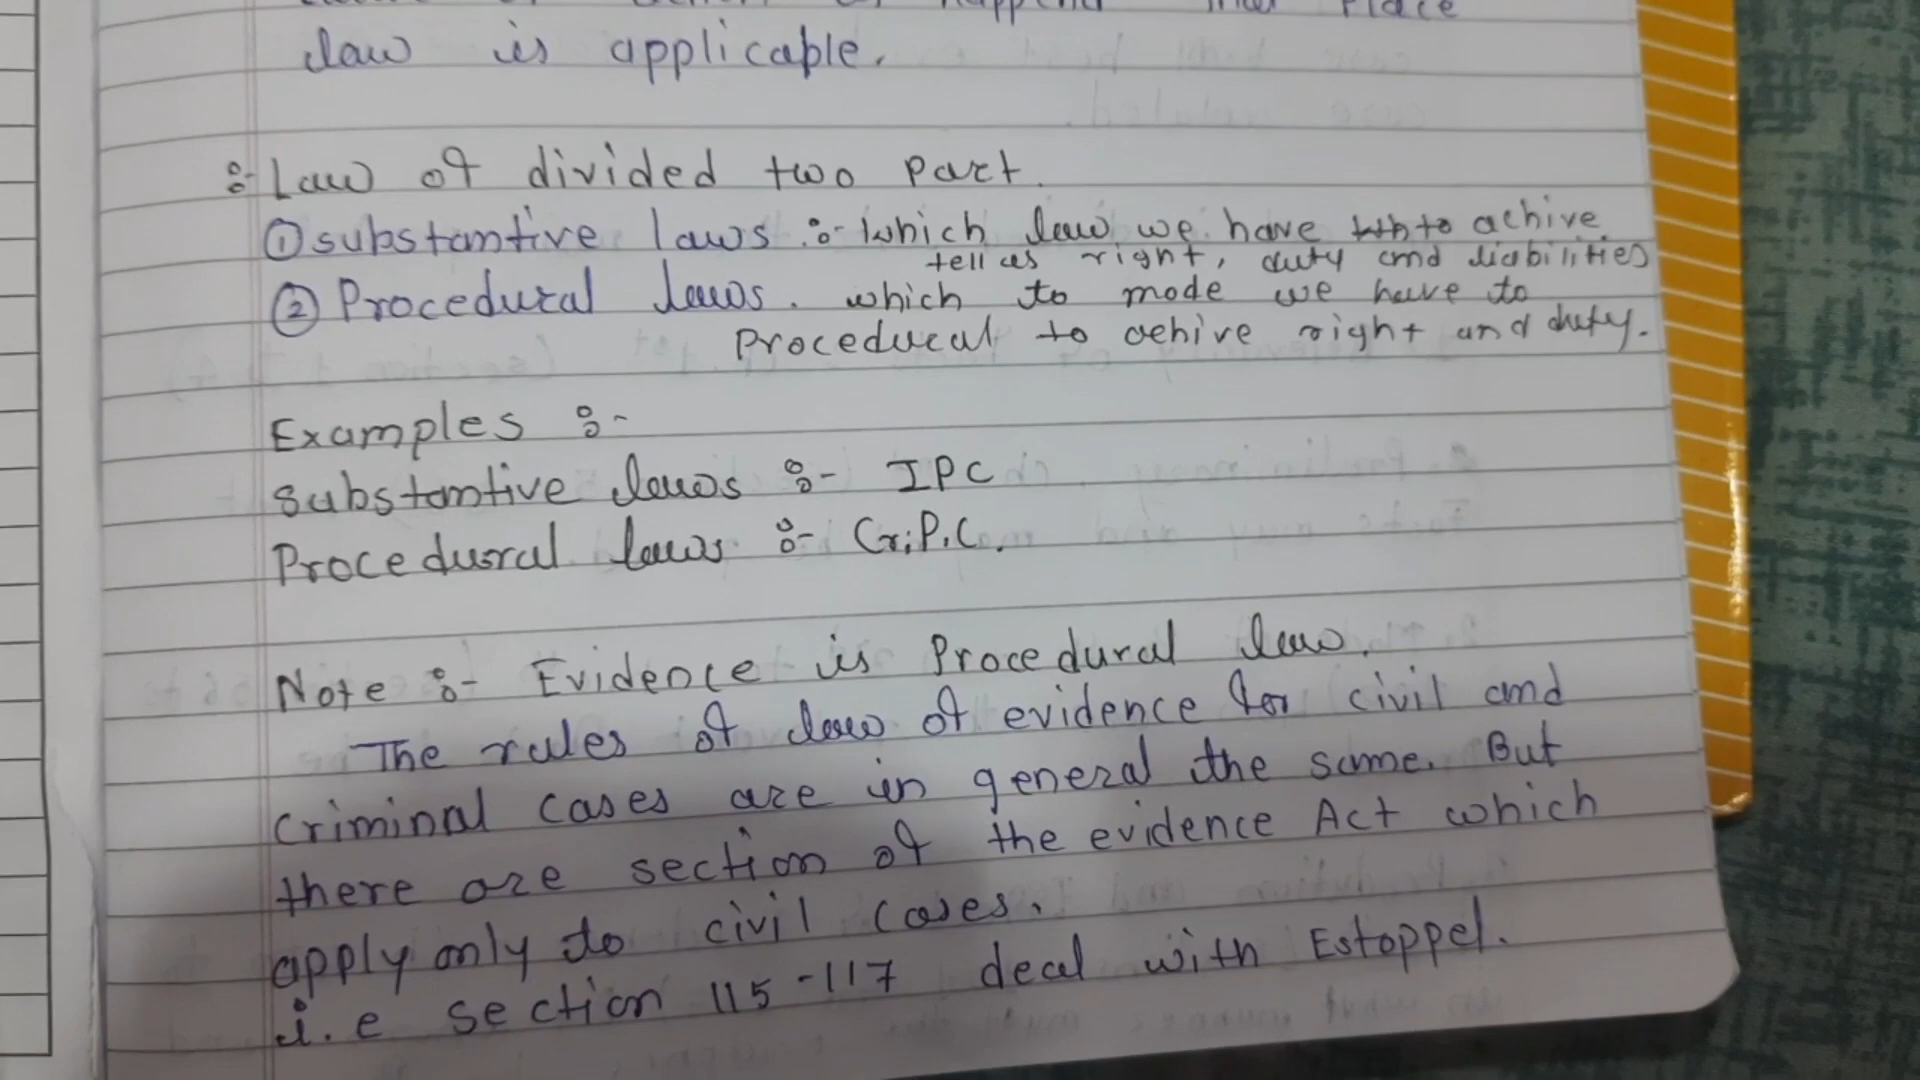 happend that place
law is applicable.
:- Law of divided two part.
① substantive laws :- which law we have to achive
tell us right, duty and liabilities
② Procedural laws. which to mode we have to
Procedural to achive right and duty.
Examples :-
substantive laws :- IPC
Procedural laws :- Cr.P.C.
Note :- Evidence is Procedural law.
The rules of law of evidence for civil and
criminal cases are in general the same. But
there are section of the evidence Act which
apply only to civil cases.
i.e section 115-117 deal with Estoppel.